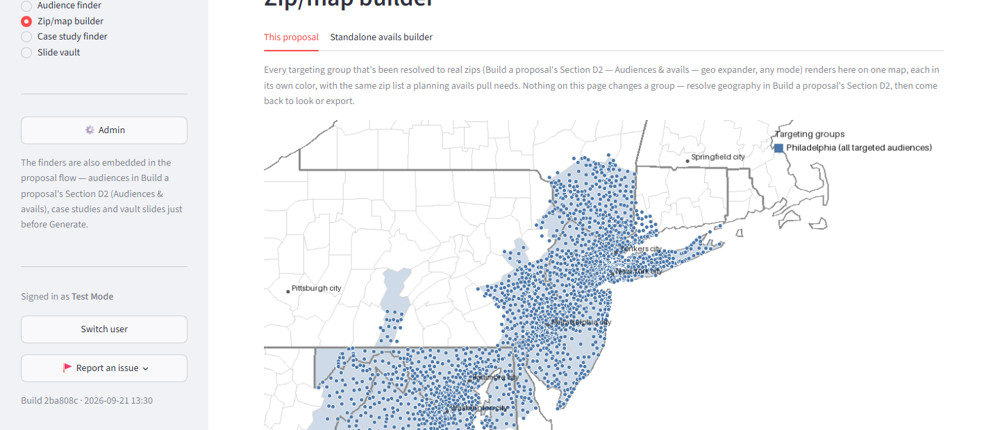 Audience finder
Zip/map builder
Case study finder
Slide vault
Admin
The finders are also embedded in the
proposal flow — audiences in Build a
proposal's Section D2 (Audiences &
avails), case studies and vault slides just
before Generate.
Signed in as Test Mode
Switch user
Report an issue
Build 2ba808c · 2026-09-21 13:30
Zip/map builder
This proposal
Standalone avails builder
Every targeting group that's been resolved to real zips (Build a proposal's Section D2 — Audiences & avails — geo expander, any mode) renders here on one map, each in
its own color, with the same zip list a planning avails pull needs. Nothing on this page changes a group — resolve geography in Build a proposal's Section D2, then come
back to look or export.
Targeting groups
Philadelphia (all targeted audiences)
Springfield city
Yonkers city
New York city
Pittsburgh city
Philadelphia city
Baltimore city
Washington city